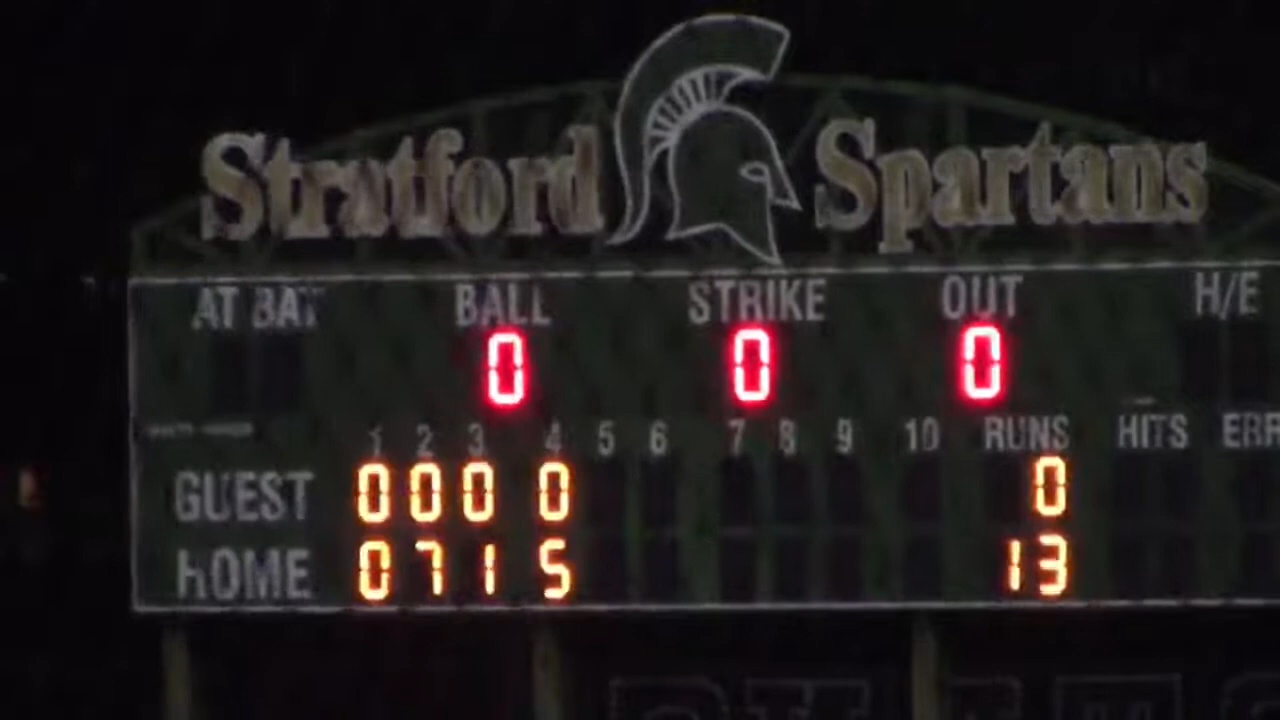 Stratford Spartans
AT BAT BALL STRIKE OUT H/E
0 0 0
1 2 3 4 5 6 7 8 9 10 RUNS HITS ERR
GUEST 0 0 0 0 0
HOME 0 7 1 5 13